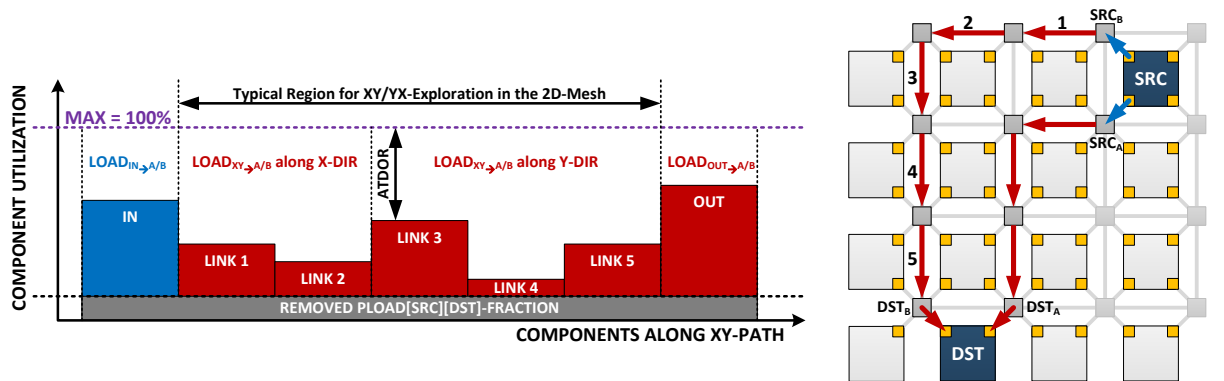 COMPONENT UTILIZATION
Typical Region for XY/YX-Exploration in the 2D-Mesh
MAX = 100%
LOAD_IN→A/B
LOAD_XY→A/B along X-DIR
ATDOR
LOAD_XY→A/B along Y-DIR
LOAD_OUT→A/B
IN
OUT
LINK 1
LINK 2
LINK 3
LINK 4
LINK 5
REMOVED PLOAD[SRC][DST]-FRACTION
COMPONENTS ALONG XY-PATH
2
1
SRC_B
3
SRC
4
SRC_A
5
DST_B
DST_A
DST